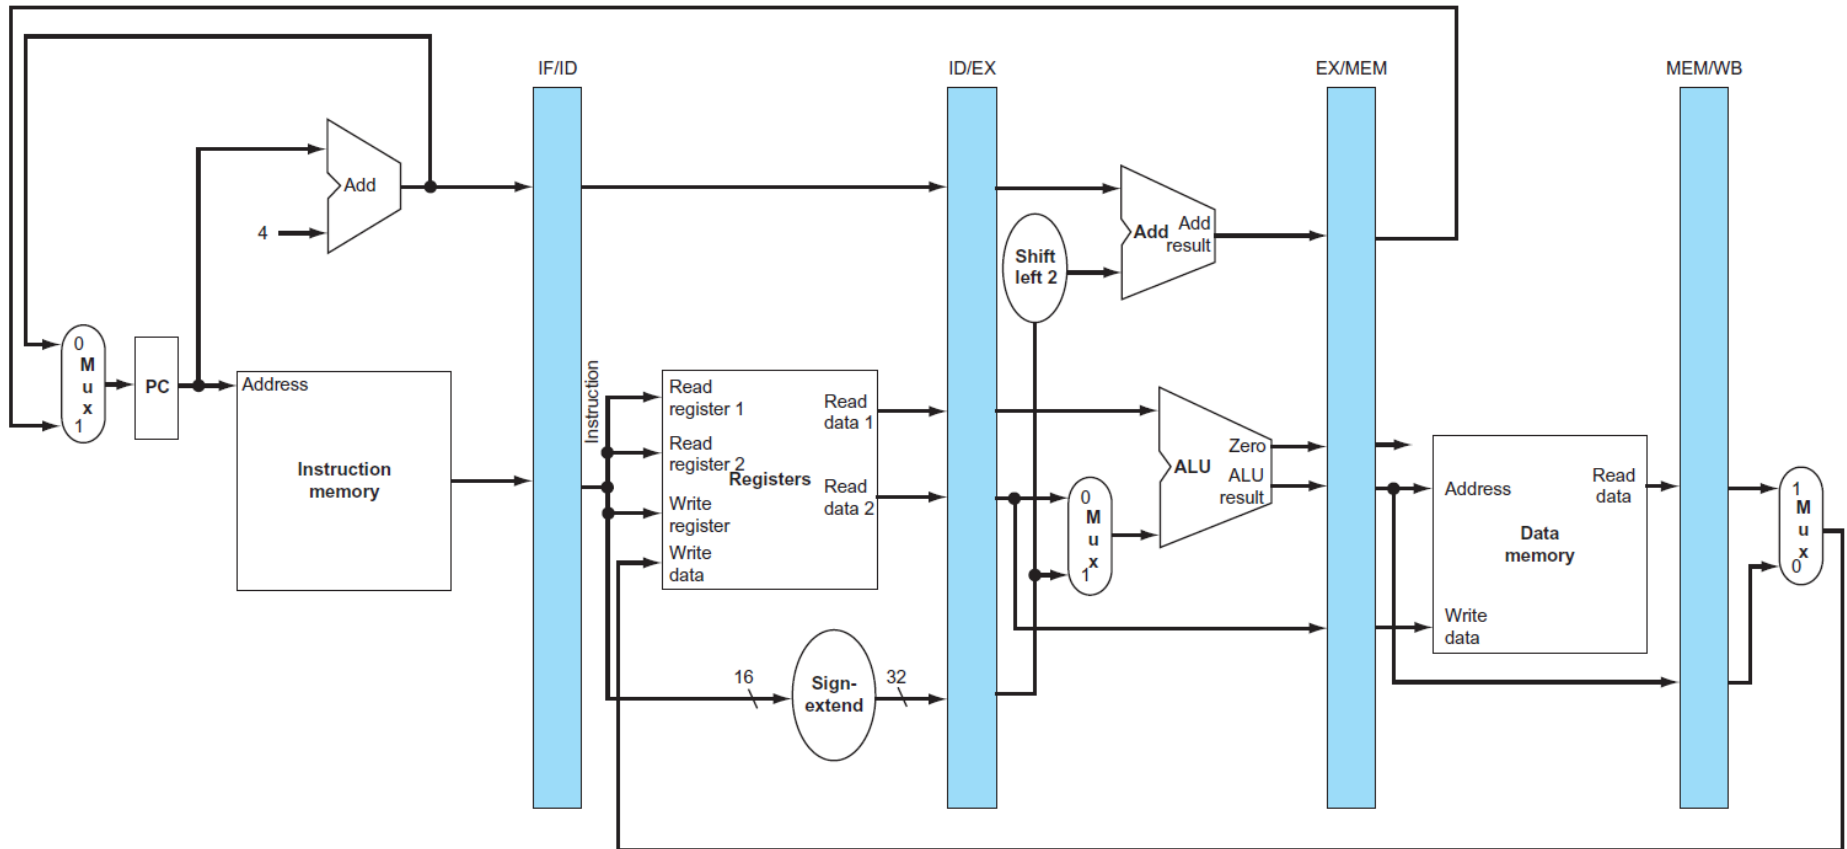 IF/ID
ID/EX
EX/MEM
MEM/WB
Add
4
0
M
u
x
1
PC
Address
Instruction
memory
Instruction
Read
register 1
Read
register 2
Write
register
Write
data
Registers
Read
data 1
Read
data 2
16
Sign-
extend
32
Shift
left 2
Add
Add
result
0
M
u
x
1
ALU
Zero
ALU
result
Address
Read
data
Data
memory
Write
data
1
M
u
x
0